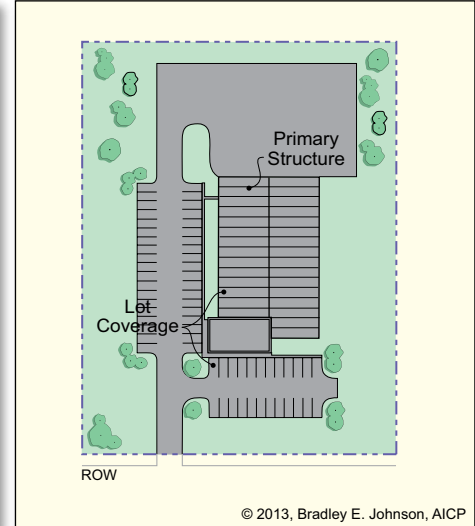 Primary
Structure
Lot
Coverage
ROW
© 2013, Bradley E. Johnson, AICP